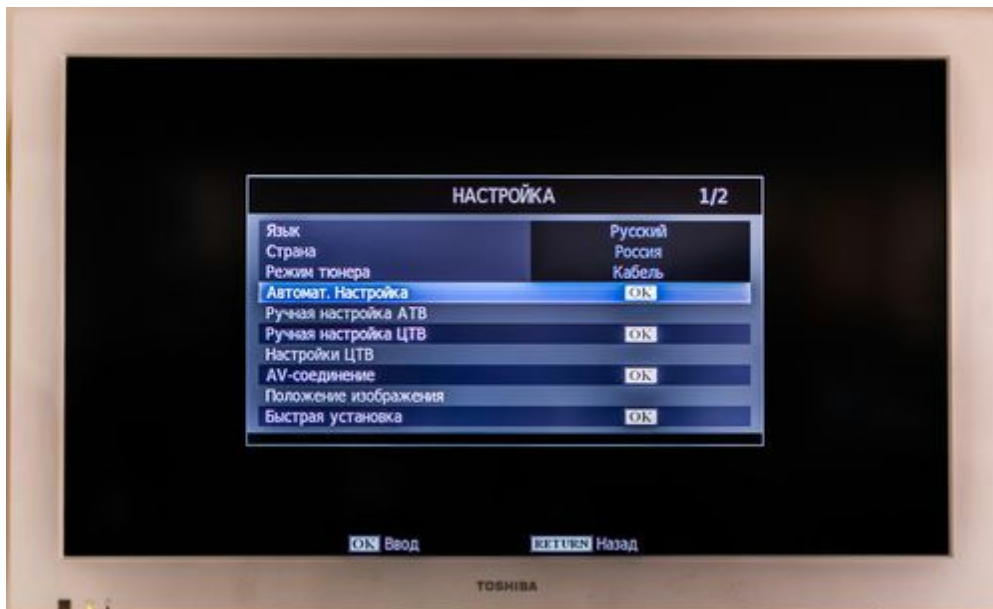 НАСТРОЙКА 1/2
Язык Русский
Страна Россия
Режим тюнера Кабель
Автомат. Настройка OK
Ручная настройка АТВ
Ручная настройка ЦТВ OK
Настройки ЦТВ
AV-соединение OK
Положение изображения
Быстрая установка OK
OK Ввод RETURN Назад
TOSHIBA